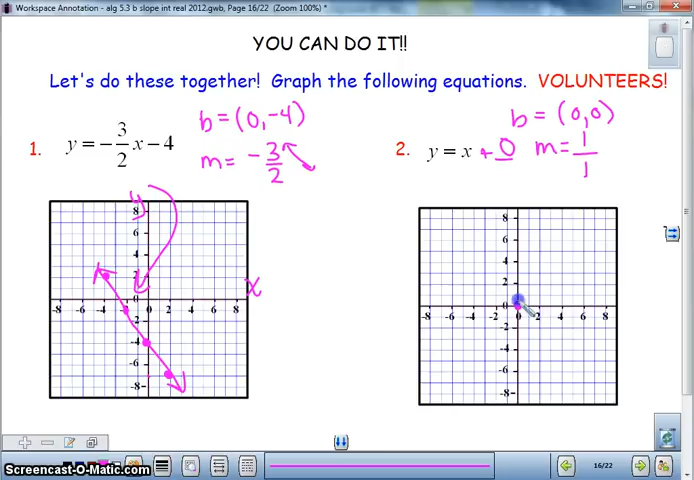 Workspace Annotation - alg 5.3 b slope int real 2012.gwb, Page 16/22 (Zoom 100%) *
YOU CAN DO IT!!
Let's do these together! Graph the following equations. VOLUNTEERS!
1. y = -3/2 x - 4
b = (0, -4)
m = -3/2
2. y = x + 0
b = (0,0)
m = 1/1
y
x
8
6
4
2
0
-8 -6 -4 -2 0 2 4 6 8
-2
-4
-6
-8
8
6
4
2
0
-8 -6 -4 -2 0 2 4 6 8
-2
-4
-6
-8
Screencast-O-Matic.com
16/22